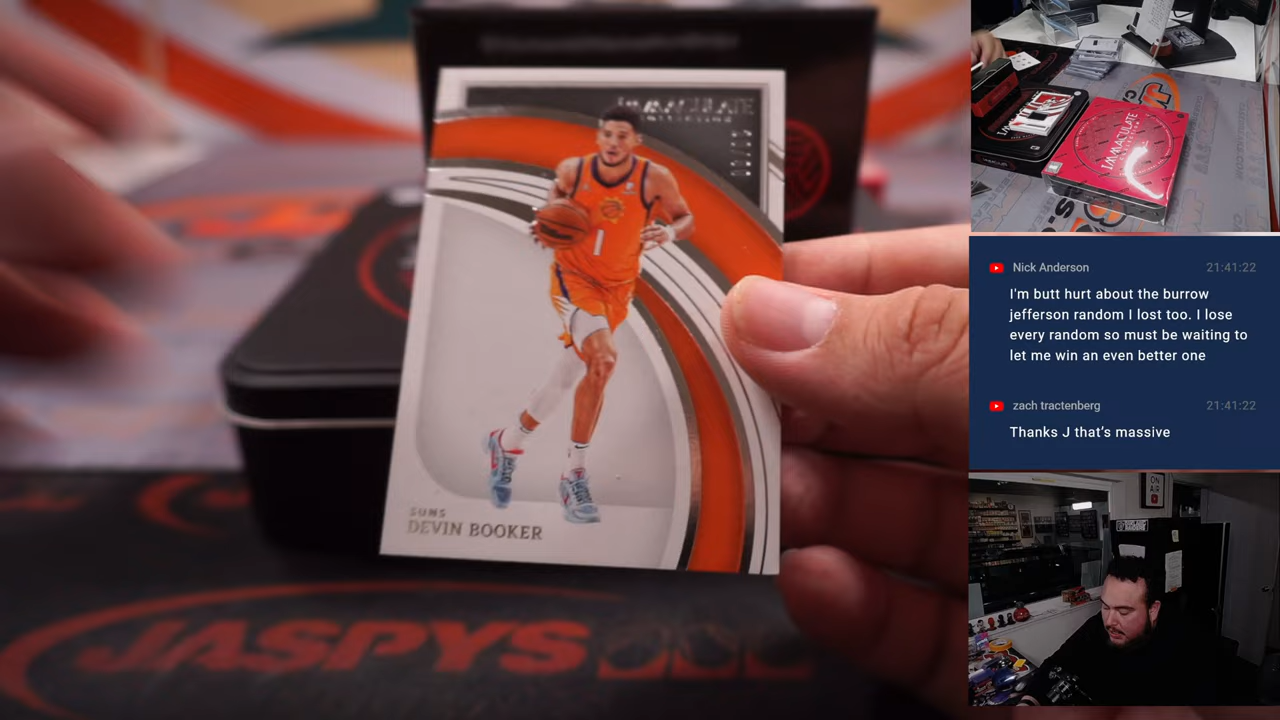 IMMACULATE
COLLECTION
1
SUNS
DEVIN BOOKER
JASPYS
IMMACULATE
Nick Anderson 21:41:22
I'm butt hurt about the burrow
jefferson random I lost too. I lose
every random so must be waiting to
let me win an even better one
zach tractenberg 21:41:22
Thanks J that's massive
ON
AIR